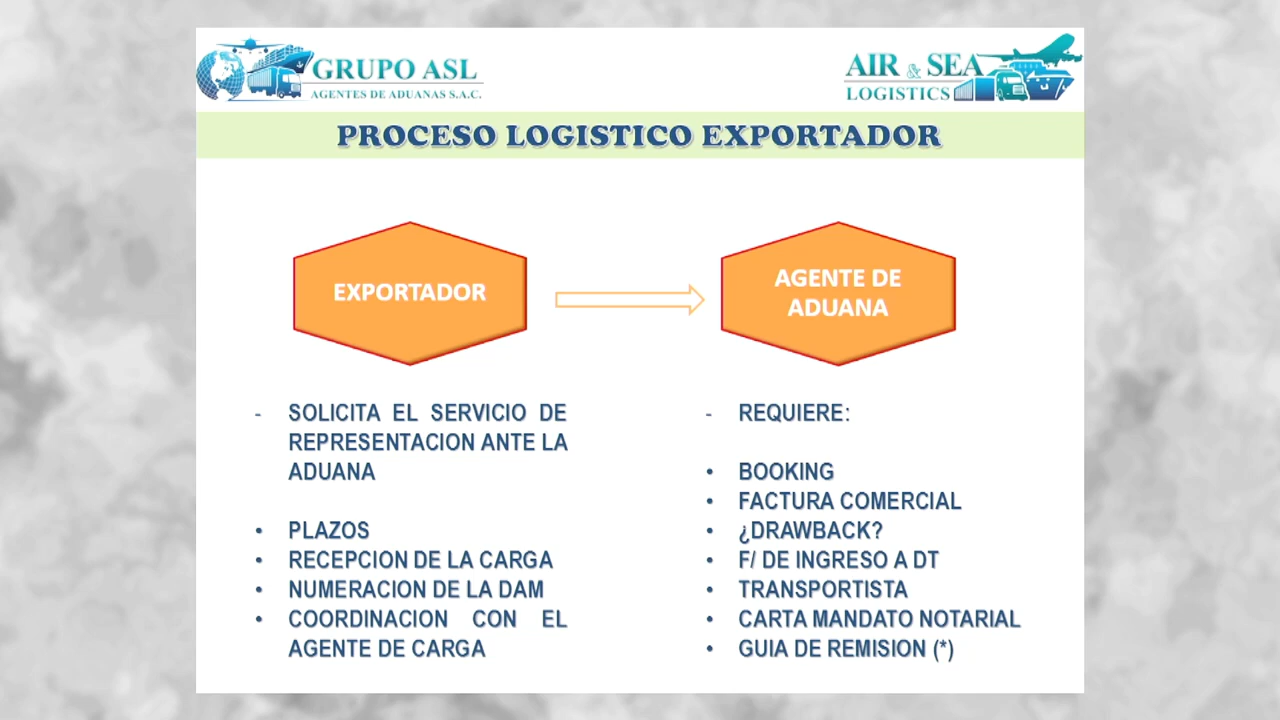 GRUPO ASL
AGENTES DE ADUANAS S.A.C.
AIR & SEA
LOGISTICS
PROCESO LOGISTICO EXPORTADOR
EXPORTADOR
AGENTE DE
ADUANA
- SOLICITA EL SERVICIO DE
REPRESENTACION ANTE LA
ADUANA
• PLAZOS
• RECEPCION DE LA CARGA
• NUMERACION DE LA DAM
• COORDINACION CON EL
AGENTE DE CARGA
- REQUIERE:
• BOOKING
• FACTURA COMERCIAL
• ¿DRAWBACK?
• F/ DE INGRESO A DT
• TRANSPORTISTA
• CARTA MANDATO NOTARIAL
• GUIA DE REMISION (*)